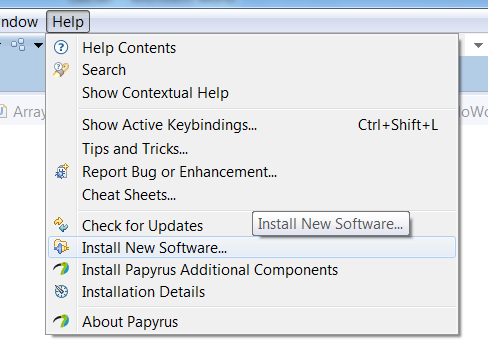 ndow Help
Help Contents
Search
Show Contextual Help
Array
Show Active Keybindings... Ctrl+Shift+L
Tips and Tricks...
Report Bug or Enhancement...
Cheat Sheets...
Check for Updates
Install New Software...
Install New Software...
Install Papyrus Additional Components
Installation Details
About Papyrus